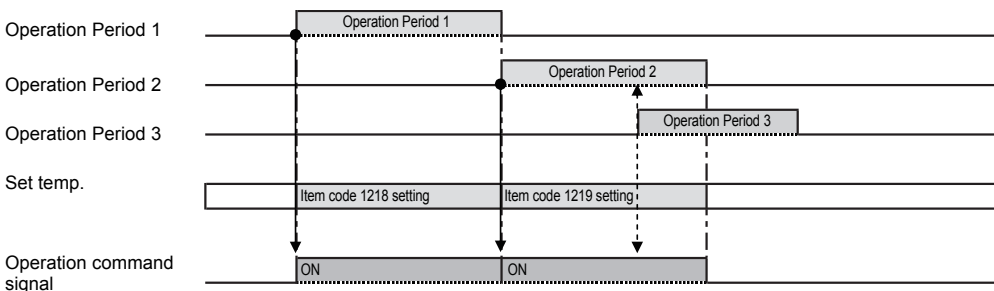 Operation Period 1
Operation Period 1
Operation Period 2
Operation Period 2
Operation Period 3
Operation Period 3
Set temp.
Item code 1218 setting
Item code 1219 setting
Operation command
signal
ON
ON